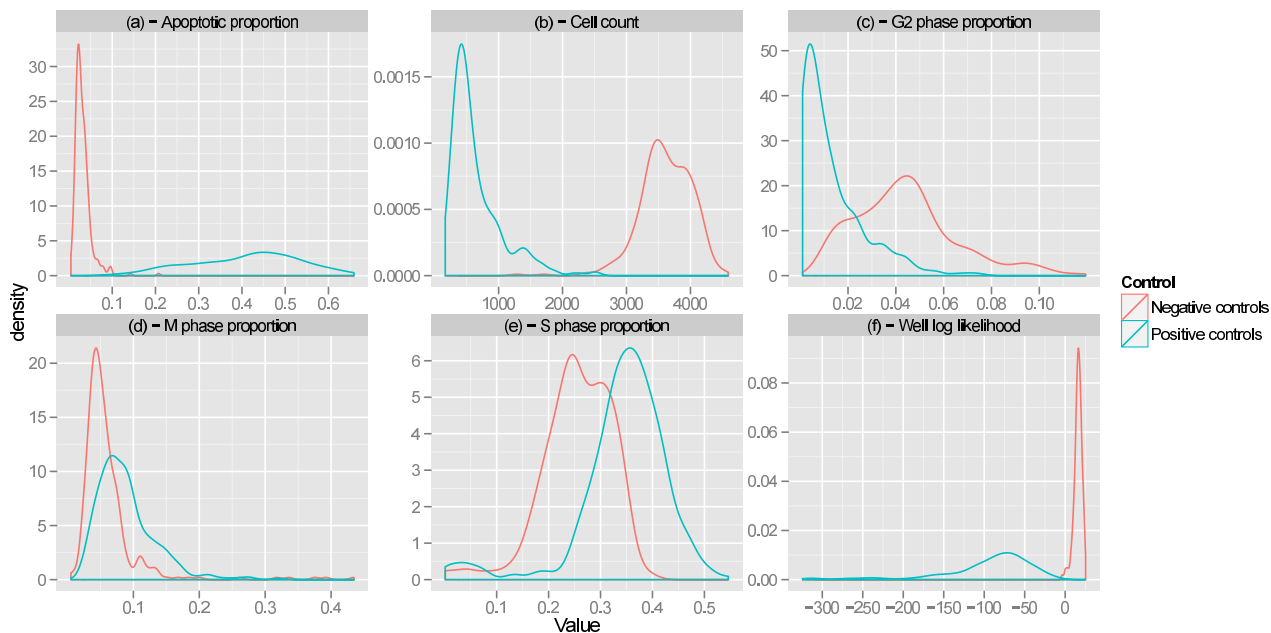 (a) − Apoptotic proportion
(b) − Cell count
(c) − G2 phase proportion
30
25
20
15
10
5
0
0.1 0.2 0.3 0.4 0.5 0.6
0.0015
0.0010
0.0005
0.0000
1000 2000 3000 4000
50
40
30
20
10
0
0.02 0.04 0.06 0.08 0.10
density
(d) − M phase proportion
(e) − S phase proportion
(f) − Well log likelihood
20
15
10
5
0
0.1 0.2 0.3 0.4
6
5
4
3
2
1
0
0.1 0.2 0.3 0.4 0.5
0.08
0.06
0.04
0.02
0.00
−300 −250 −200 −150 −100 −50 0
Value
Control
Negative controls
Positive controls